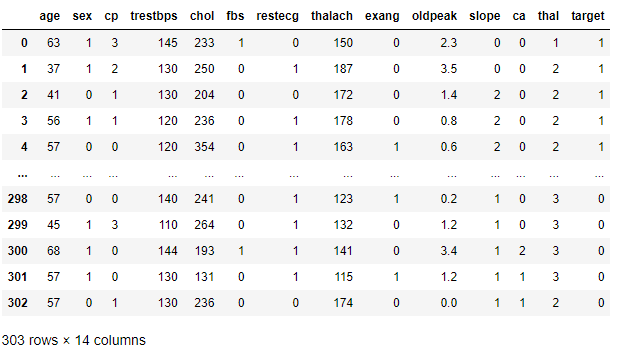 age sex cp trestbps chol fbs restecg thalach exang oldpeak slope ca thal target
0 63 1 3 145 233 1 0 150 0 2.3 0 0 1 1
1 37 1 2 130 250 0 1 187 0 3.5 0 0 2 1
2 41 0 1 130 204 0 0 172 0 1.4 2 0 2 1
3 56 1 1 120 236 0 1 178 0 0.8 2 0 2 1
4 57 0 0 120 354 0 1 163 1 0.6 2 0 2 1
... ... ... ... ... ... ... ... ... ... ... ... ... ... ...
298 57 0 0 140 241 0 1 123 1 0.2 1 0 3 0
299 45 1 3 110 264 0 1 132 0 1.2 1 0 3 0
300 68 1 0 144 193 1 1 141 0 3.4 1 2 3 0
301 57 1 0 130 131 0 1 115 1 1.2 1 1 3 0
302 57 0 1 130 236 0 0 174 0 0.0 1 1 2 0
303 rows × 14 columns